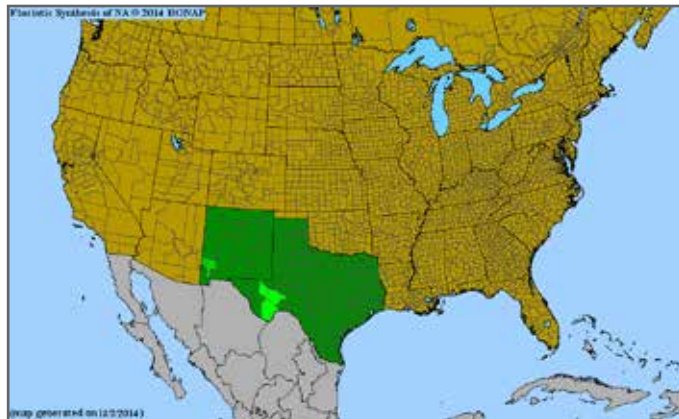 Floristic Synthesis of NA © 2014 BONAP
(map generated on 12/2/2014)